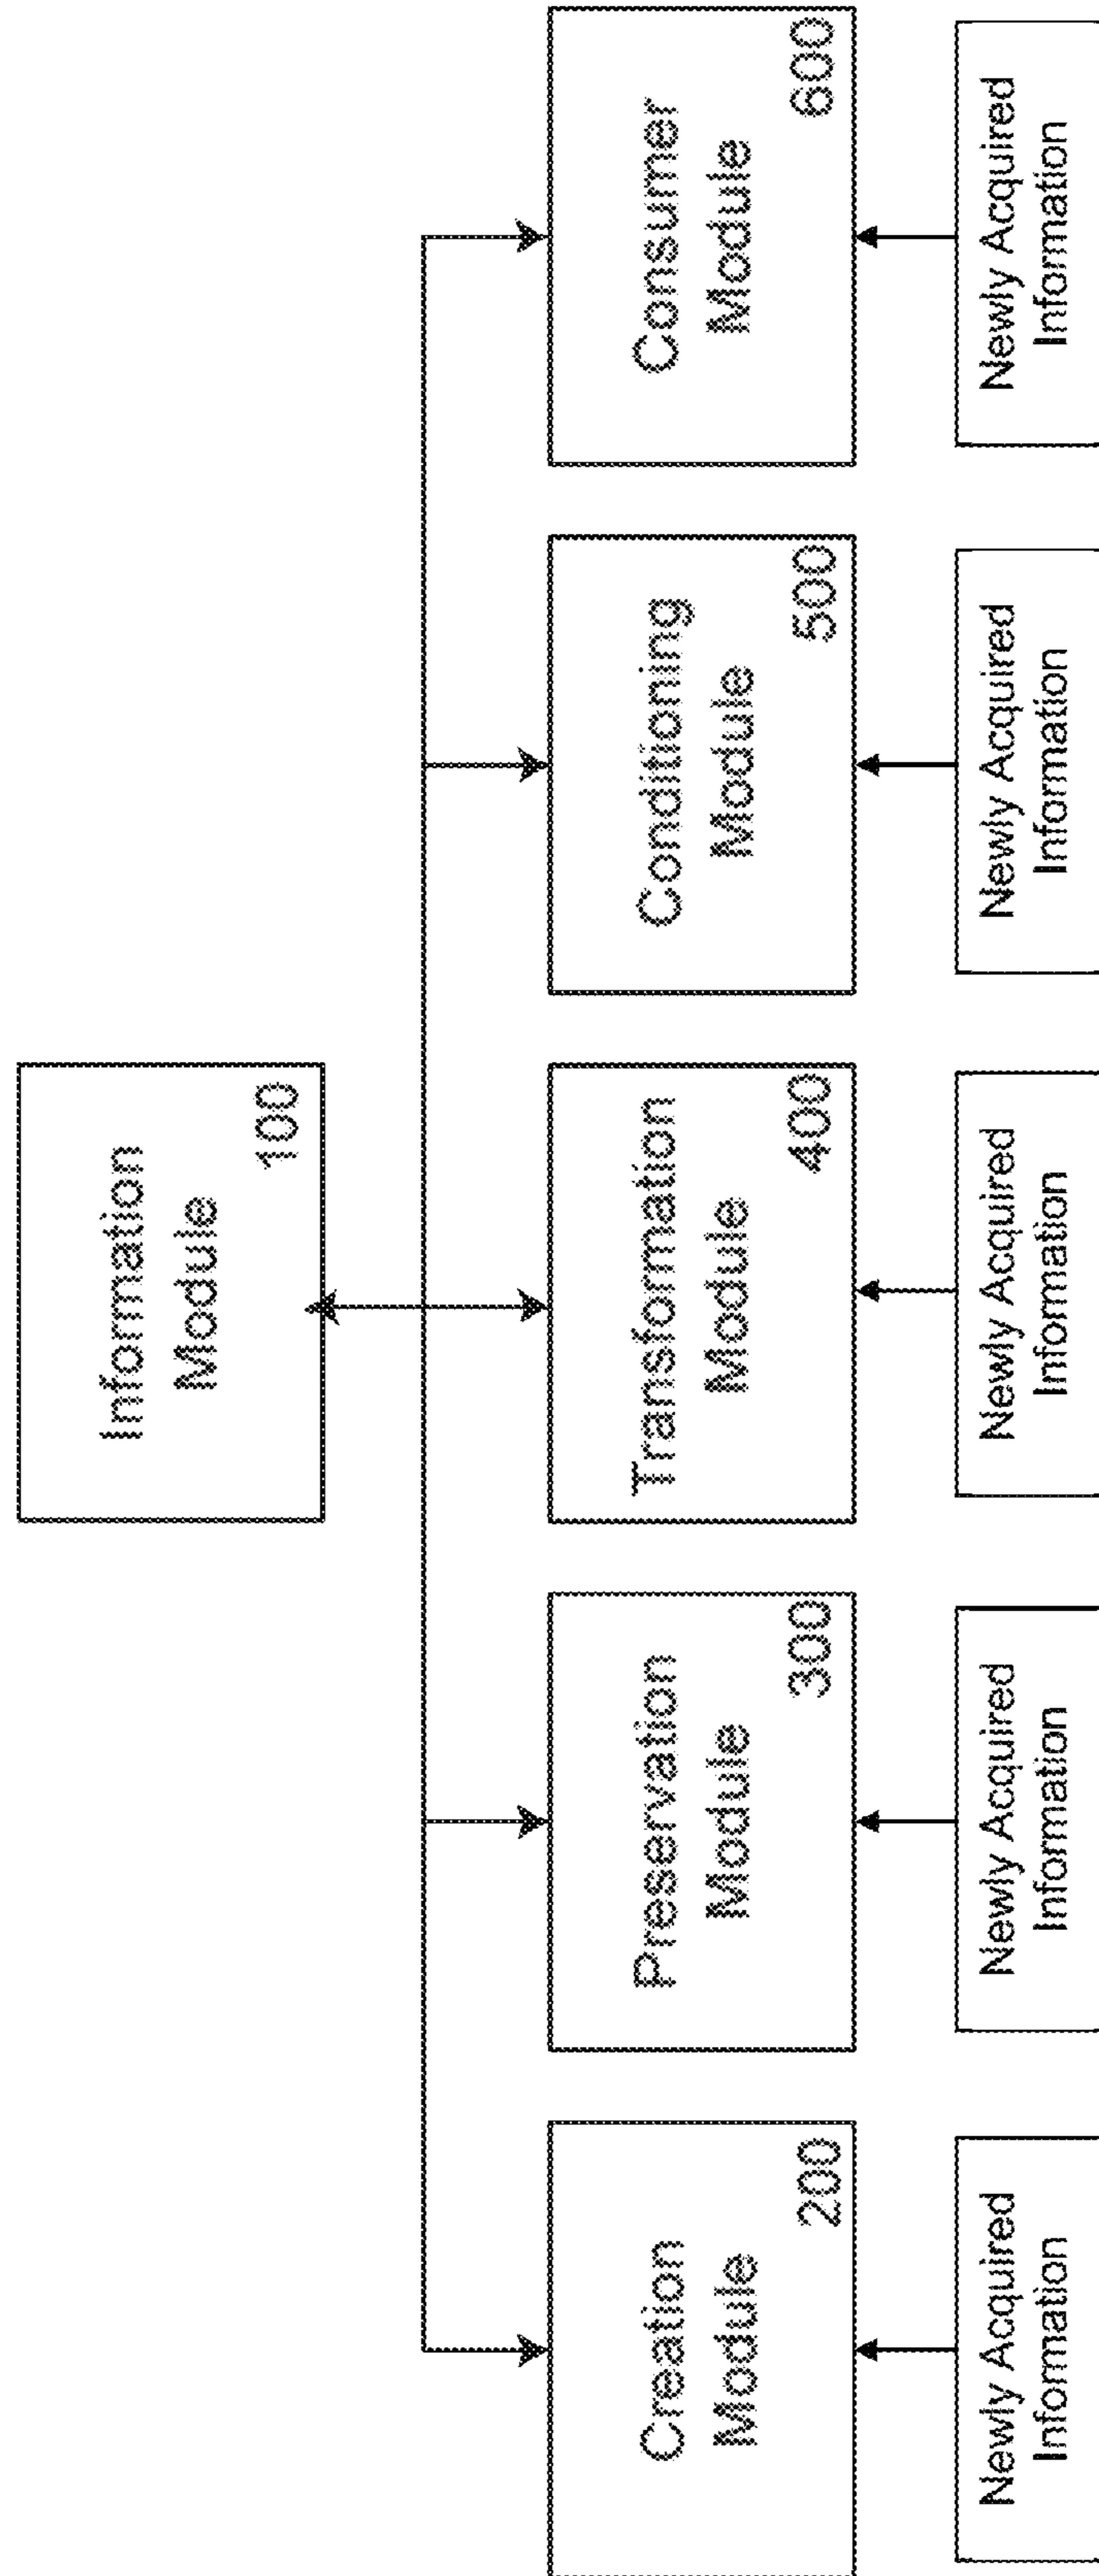 Information
Module
100
Creation
Module
200
Preservation
Module
300
Transformation
Module
400
Conditioning
Module
500
Consumer
Module
600
Newly Acquired
Information
Newly Acquired
Information
Newly Acquired
Information
Newly Acquired
Information
Newly Acquired
Information